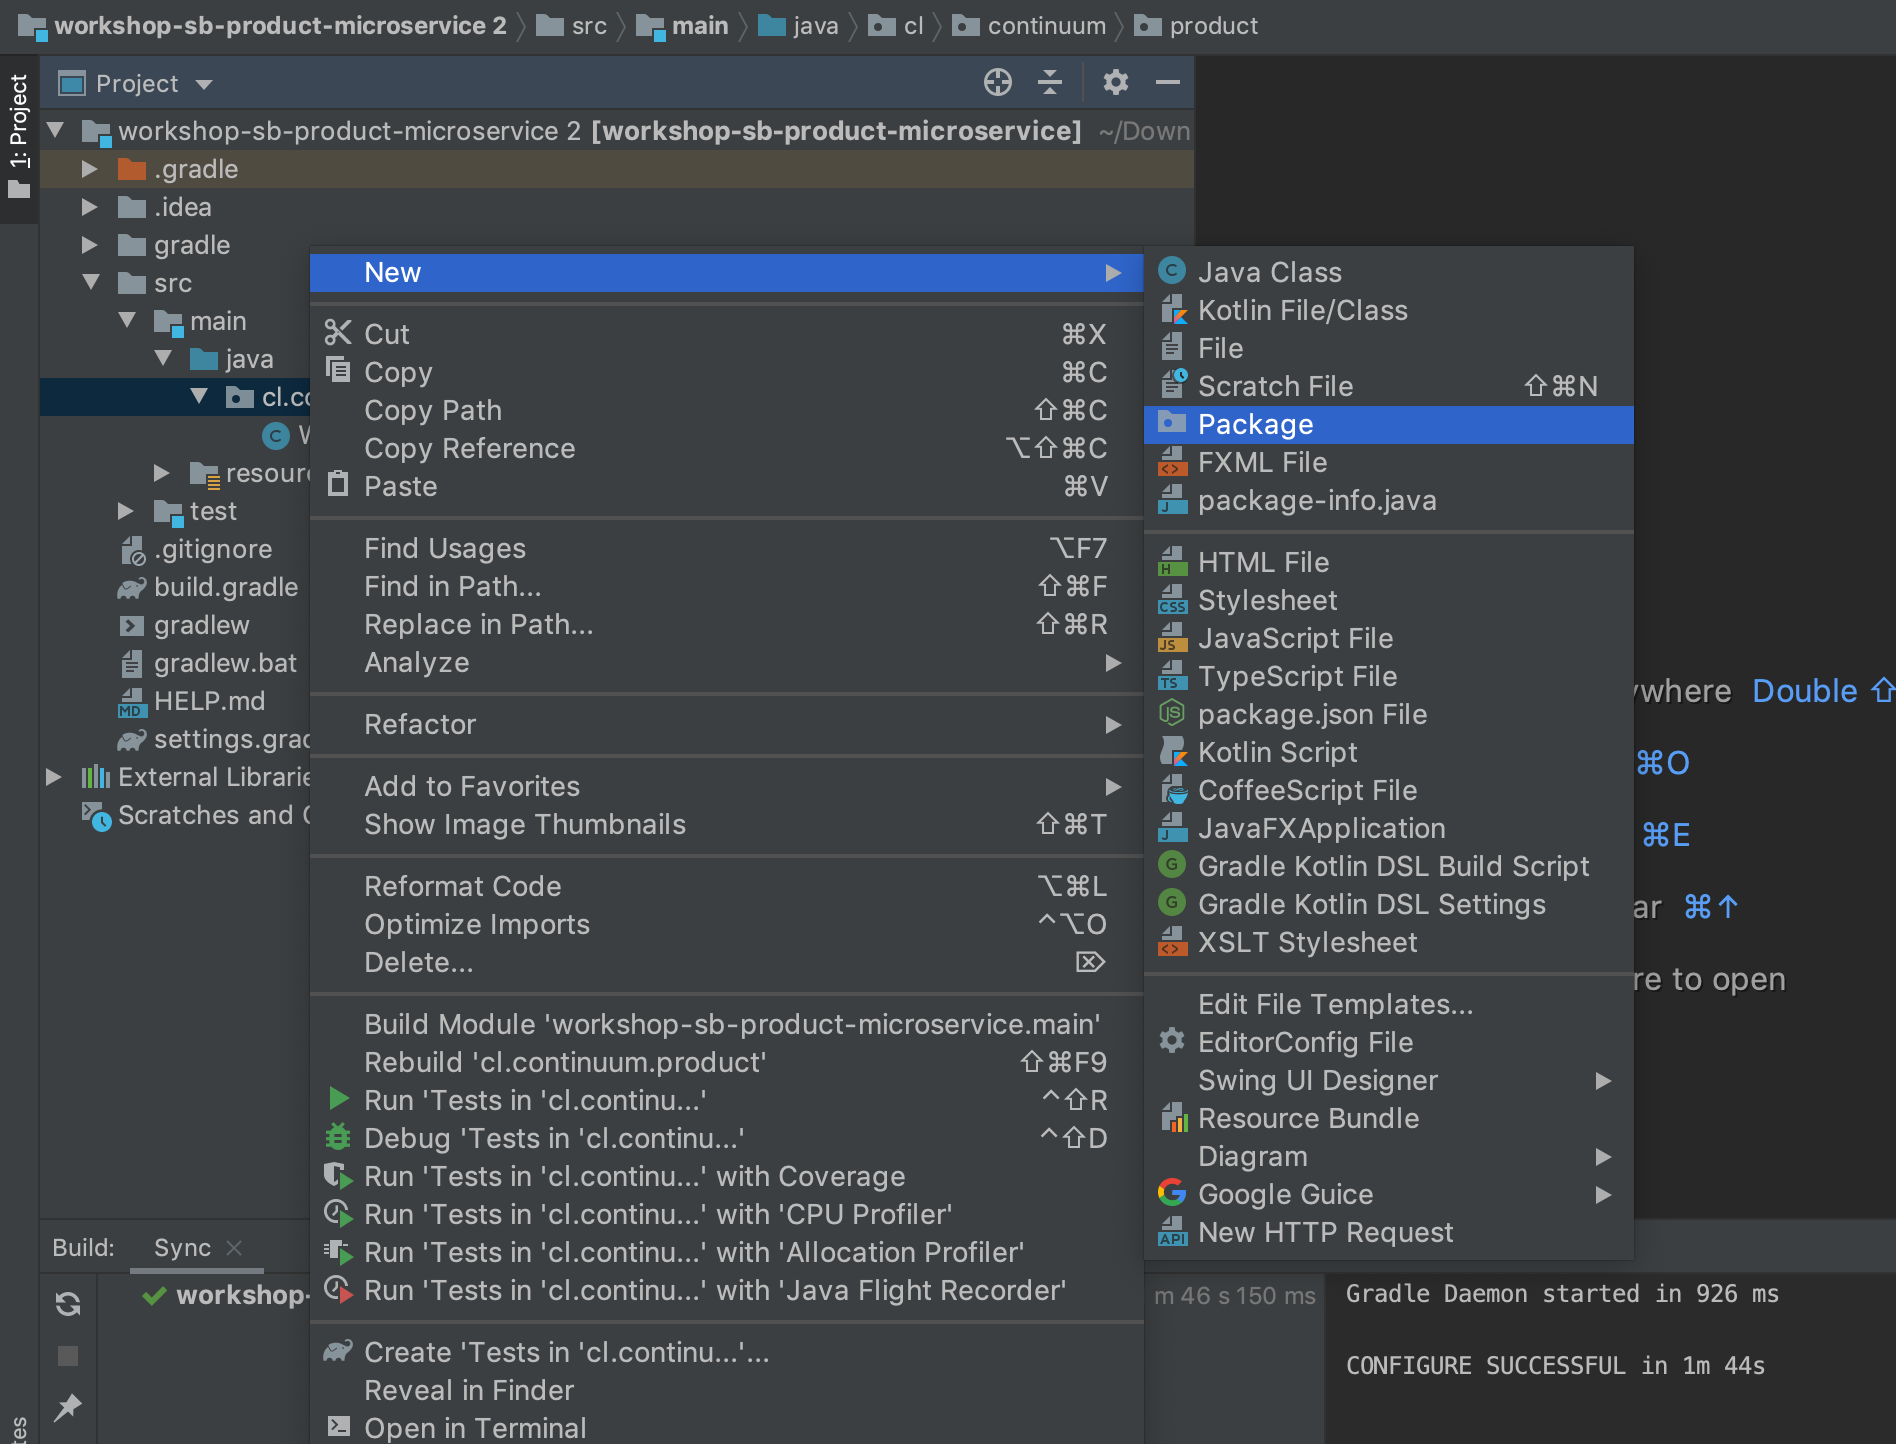 workshop-sb-product-microservice 2 src main java cl continuum product
1: Project
Project
workshop-sb-product-microservice 2 [workshop-sb-product-microservice] ~/Down
.gradle
.idea
gradle
src
main
java
cl.co
resour
test
.gitignore
build.gradle
gradlew
gradlew.bat
HELP.md
settings.grad
External Librarie
Scratches and
New
Cut ⌘X
Copy ⌘C
Copy Path ⇧⌘C
Copy Reference ⌥⇧⌘C
Paste ⌘V
Find Usages ⌥F7
Find in Path... ⇧⌘F
Replace in Path... ⇧⌘R
Analyze
Refactor
Add to Favorites
Show Image Thumbnails ⇧⌘T
Reformat Code ⌥⌘L
Optimize Imports ^⌥O
Delete... ⌦
Build Module 'workshop-sb-product-microservice.main'
Rebuild 'cl.continuum.product' ⇧⌘F9
Run 'Tests in 'cl.continu...' ^⇧R
Debug 'Tests in 'cl.continu...' ^⇧D
Run 'Tests in 'cl.continu...' with Coverage
Run 'Tests in 'cl.continu...' with 'CPU Profiler'
Run 'Tests in 'cl.continu...' with 'Allocation Profiler'
Run 'Tests in 'cl.continu...' with 'Java Flight Recorder'
Create 'Tests in 'cl.continu...'...
Reveal in Finder
Open in Terminal
Java Class
Kotlin File/Class
File
Scratch File ⇧⌘N
Package
FXML File
package-info.java
HTML File
Stylesheet
JavaScript File
TypeScript File
package.json File
Kotlin Script
CoffeeScript File
JavaFXApplication
Gradle Kotlin DSL Build Script
Gradle Kotlin DSL Settings
XSLT Stylesheet
Edit File Templates...
EditorConfig File
Swing UI Designer
Resource Bundle
Diagram
Google Guice
New HTTP Request
ywhere Double ⇧
⌘O
⌘E
ar ⌘↑
re to open
Build: Sync
workshop-
m 46 s 150 ms
Gradle Daemon started in 926 ms
CONFIGURE SUCCESSFUL in 1m 44s